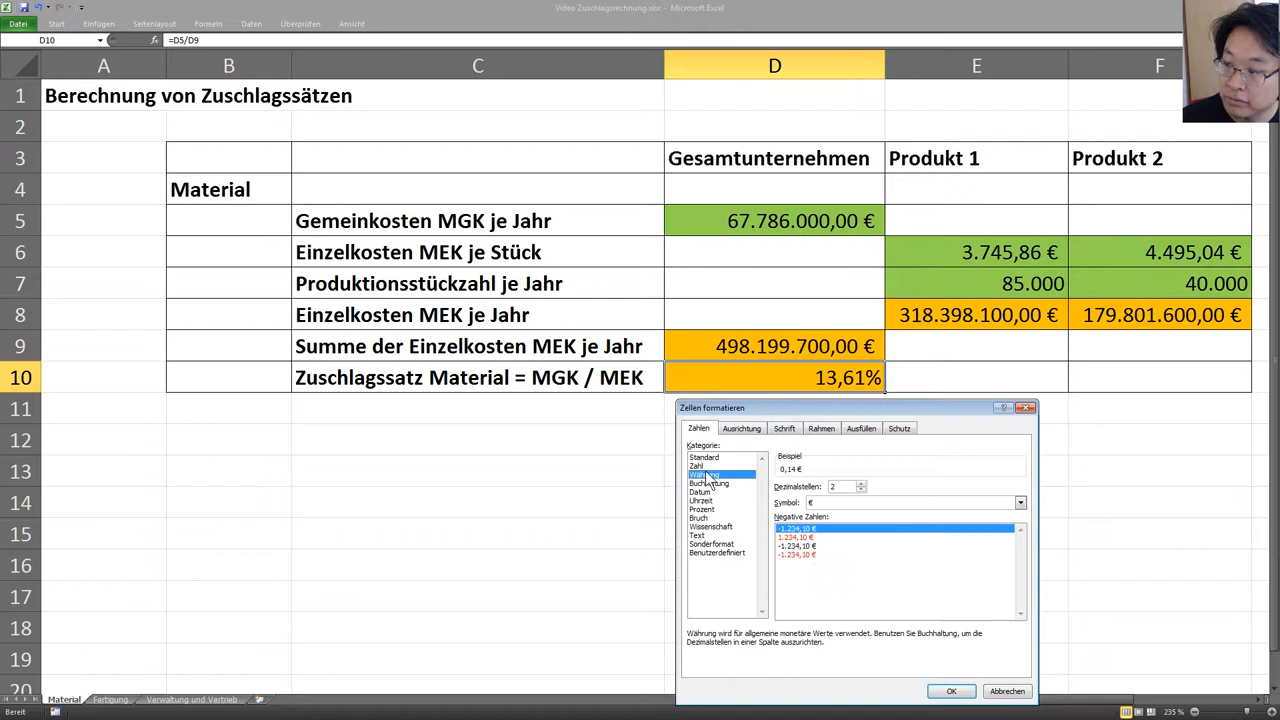 Video Zuschlagsrechnung.xlsx - Microsoft Excel
Datei Start Einfügen Seitenlayout Formeln Daten Überprüfen Ansicht
D10 fx =D5/D9
A B C D E F
1 Berechnung von Zuschlagssätzen
2
3 Gesamtunternehmen Produkt 1 Produkt 2
4 Material
5 Gemeinkosten MGK je Jahr 67.786.000,00 €
6 Einzelkosten MEK je Stück 3.745,86 € 4.495,04 €
7 Produktionsstückzahl je Jahr 85.000 40.000
8 Einzelkosten MEK je Jahr 318.398.100,00 € 179.801.600,00 €
9 Summe der Einzelkosten MEK je Jahr 498.199.700,00 €
10 Zuschlagssatz Material = MGK / MEK 13,61%
11
12
13
14
15
16
17
18
19
20
Zellen formatieren
Zahlen Ausrichtung Schrift Rahmen Ausfüllen Schutz
Kategorie:
Standard
Zahl
Währung
Buchhaltung
Datum
Uhrzeit
Prozent
Bruch
Wissenschaft
Text
Sonderformat
Benutzerdefiniert
Beispiel
0,14 €
Dezimalstellen: 2
Symbol: €
Negative Zahlen:
-1.234,10 €
1.234,10 €
-1.234,10 €
-1.234,10 €
Währung wird für allgemeine monetäre Werte verwendet. Benutzen Sie Buchhaltung, um die
Dezimalstellen in einer Spalte auszurichten.
OK Abbrechen
Material Fertigung Verwaltung und Vertrieb
Bereit 235 %